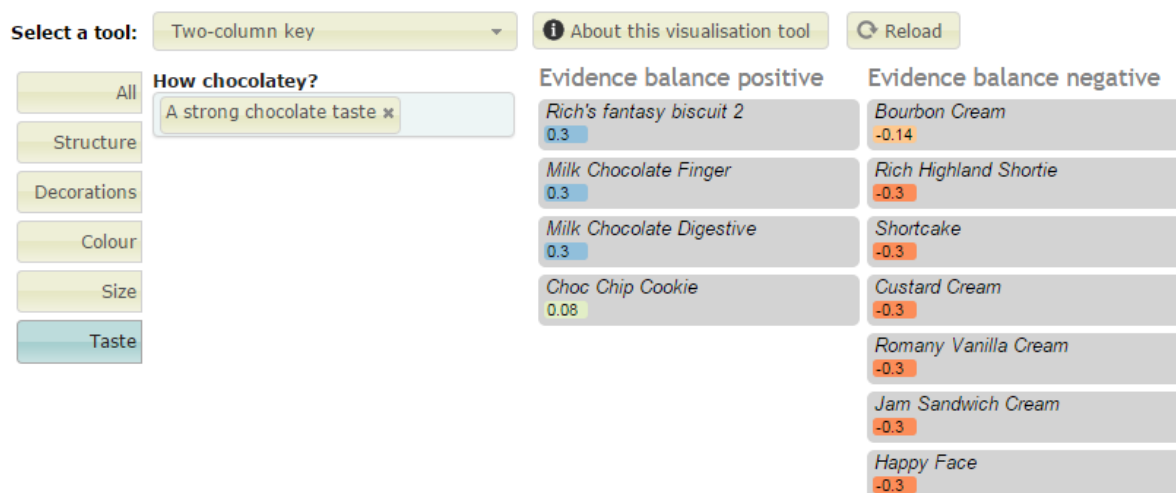 Select a tool: Two-column key About this visualisation tool Reload
All
Structure
Decorations
Colour
Size
Taste
How chocolatey?
A strong chocolate taste ×
Evidence balance positive
Rich's fantasy biscuit 2
0.3
Milk Chocolate Finger
0.3
Milk Chocolate Digestive
0.3
Choc Chip Cookie
0.08
Evidence balance negative
Bourbon Cream
-0.14
Rich Highland Shortie
-0.3
Shortcake
-0.3
Custard Cream
-0.3
Romany Vanilla Cream
-0.3
Jam Sandwich Cream
-0.3
Happy Face
-0.3